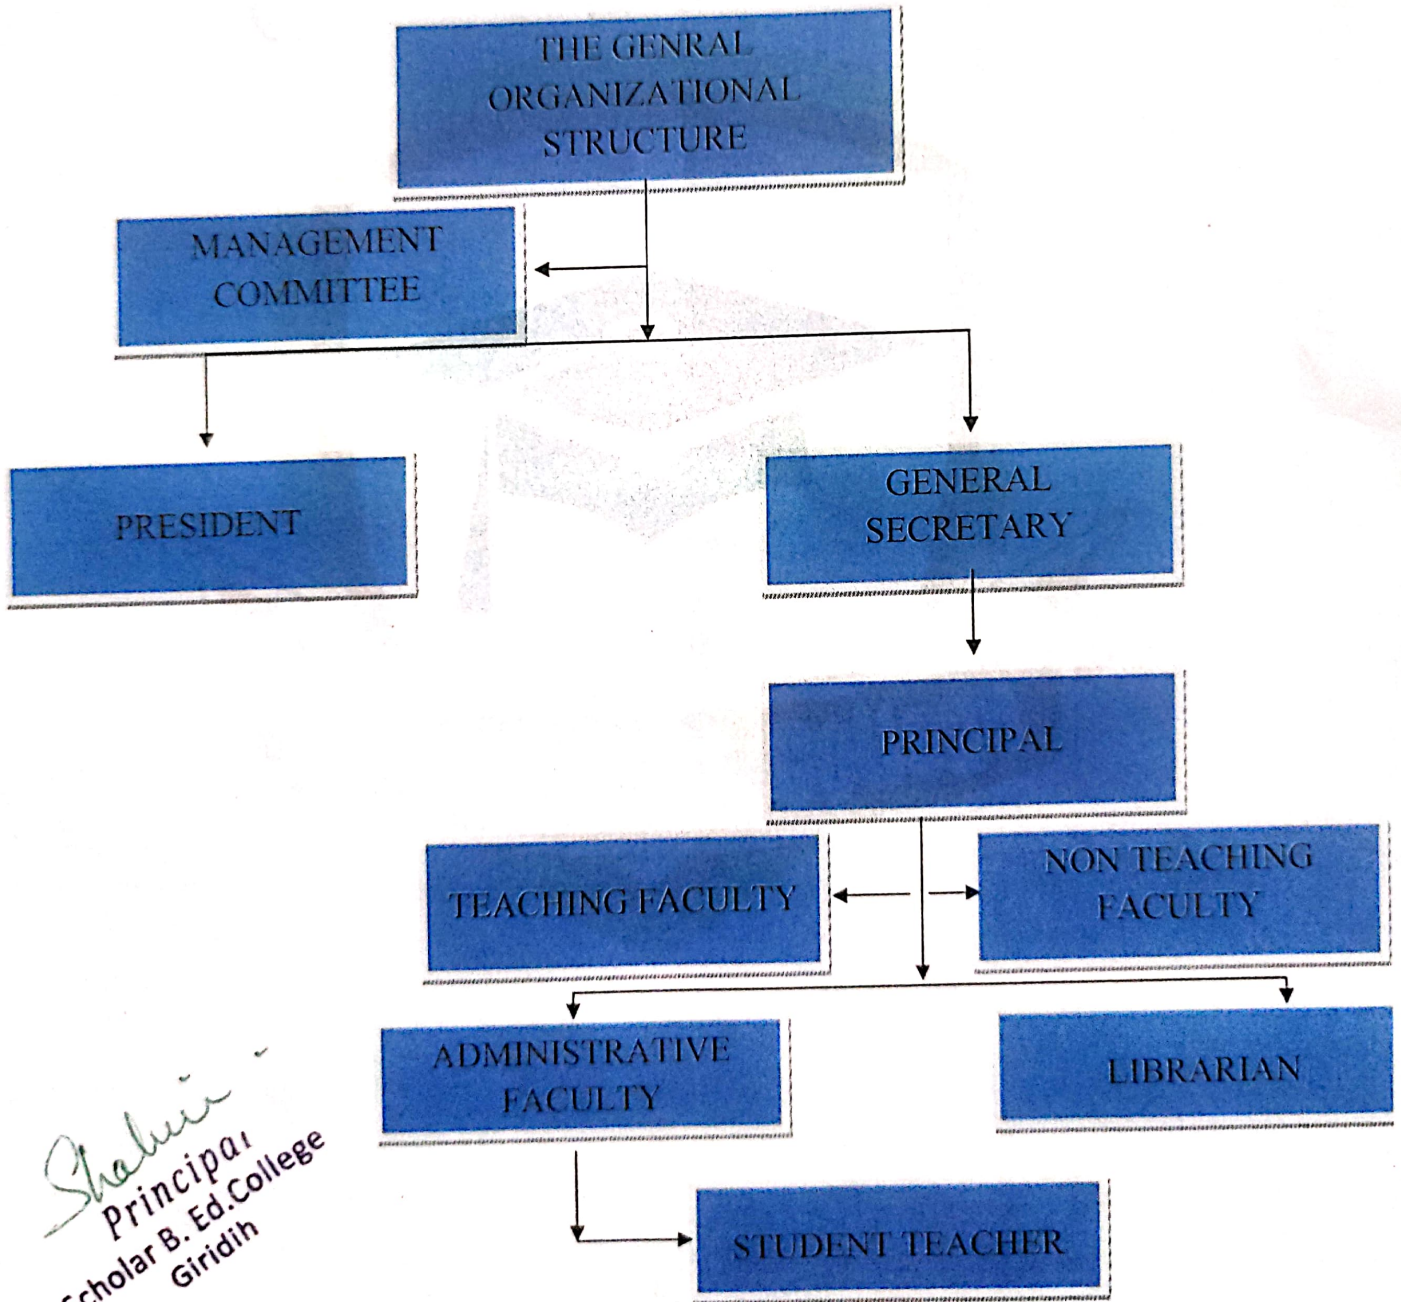 THE GENRAL
ORGANIZATIONAL
STRUCTURE
MANAGEMENT
COMMITTEE
PRESIDENT
GENERAL
SECRETARY
PRINCIPAL
TEACHING FACULTY
NON TEACHING
FACULTY
ADMINISTRATIVE
FACULTY
LIBRARIAN
STUDENT TEACHER
Principal
Scholar B. Ed.College
Giridih